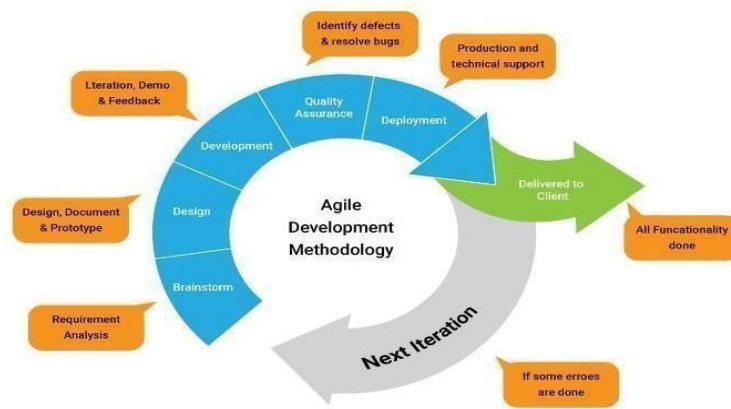 Identify defects
& resolve bugs
Production and
technical support
Lteration, Demo
& Feedback
Quality
Assurance
Deployment
Development
Delivered to
Client
Design
Design, Document
& Prototype
Agile
Development
Methodology
All Funcationality
done
Brainstorm
Requirement
Analysis
Next Iteration
If some erroes
are done